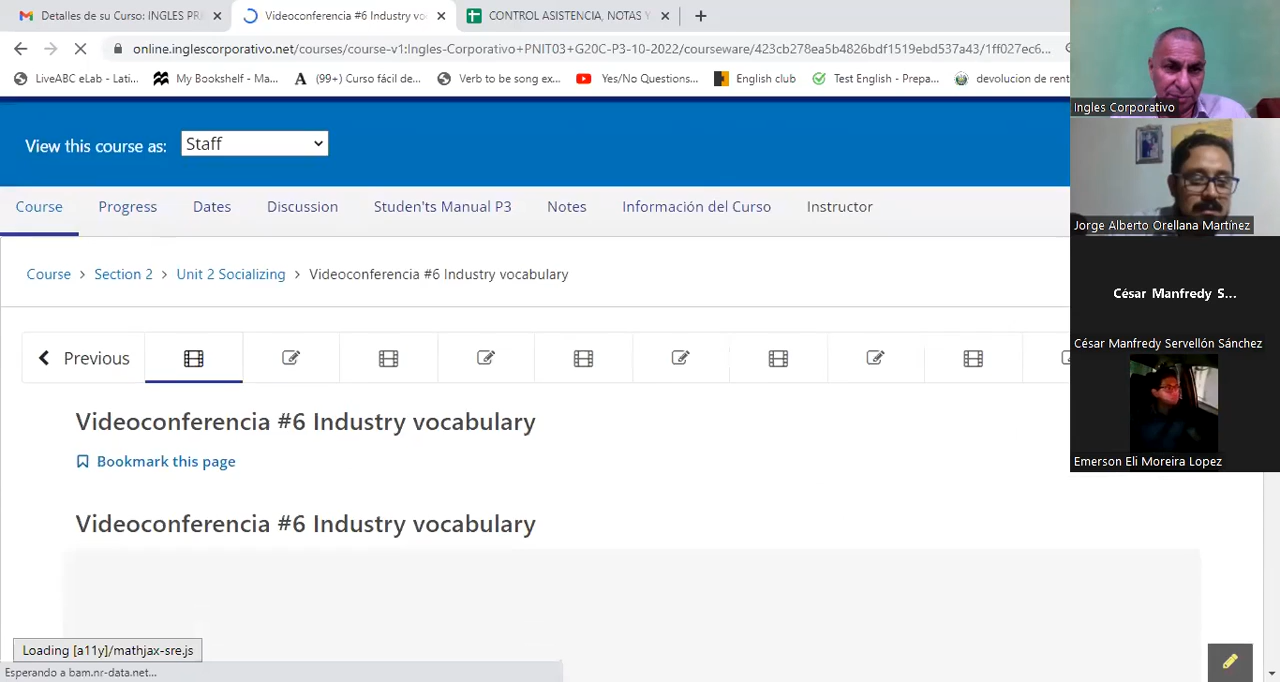 Detalles de su Curso: INGLES PR
Videoconferencia #6 Industry vo
CONTROL ASISTENCIA, NOTAS Y
online.inglescorporativo.net/courses/course-v1:Ingles-Corporativo+PNIT03+G20C-P3-10-2022/courseware/423cb278ea5b4826bdf1519ebd537a43/1ff027ec6...
LiveABC eLab - Lati...
My Bookshelf - Ma...
(99+) Curso fácil de...
Verb to be song ex...
Yes/No Questions...
English club
Test English - Prepa...
devolucion de rent
Ingles Corporativo
View this course as:
Staff
Course
Progress
Dates
Discussion
Studen'ts Manual P3
Notes
Información del Curso
Instructor
Jorge Alberto Orellana Martínez
Course > Section 2 > Unit 2 Socializing > Videoconferencia #6 Industry vocabulary
César Manfredy S...
César Manfredy Servellón Sánchez
Previous
Videoconferencia #6 Industry vocabulary
Bookmark this page
Emerson Eli Moreira Lopez
Videoconferencia #6 Industry vocabulary
Loading [a11y]/mathjax-sre.js
Esperando a bam.nr-data.net...